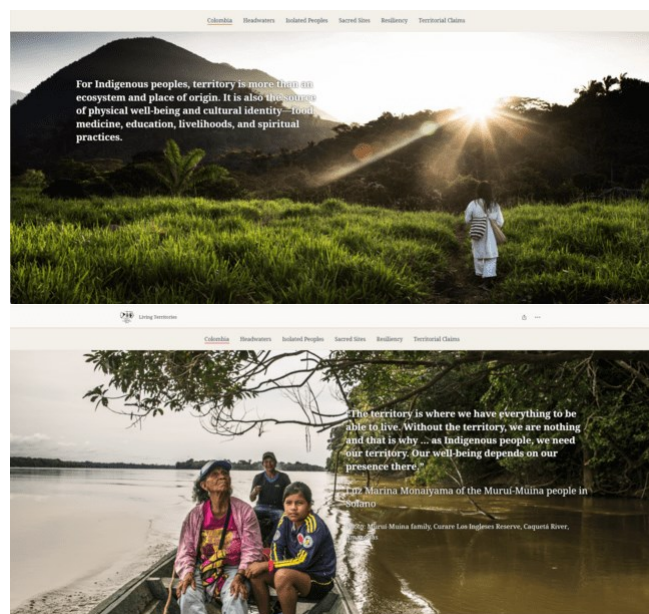 Colombia Headwaters Isolated Peoples Sacred Sites Resiliency Territorial Claims
For Indigenous peoples, territory is more than an
ecosystem and place of origin. It is also the source
of physical well-being and cultural identity—food,
medicine, education, livelihoods, and spiritual
practices.
Living Territories
Colombia Headwaters Isolated Peoples Sacred Sites Resiliency Territorial Claims
"The territory is where we have everything to be
able to live. Without the territory, we are nothing
and that is why ... as Indigenous people, we need
our territory. Our well-being depends on our
presence there."
Luz Marina Monaiyama of the Muruí-Muina people in
Solano
Muruí-Muina family, Curare Los Ingleses Reserve, Caquetá River,